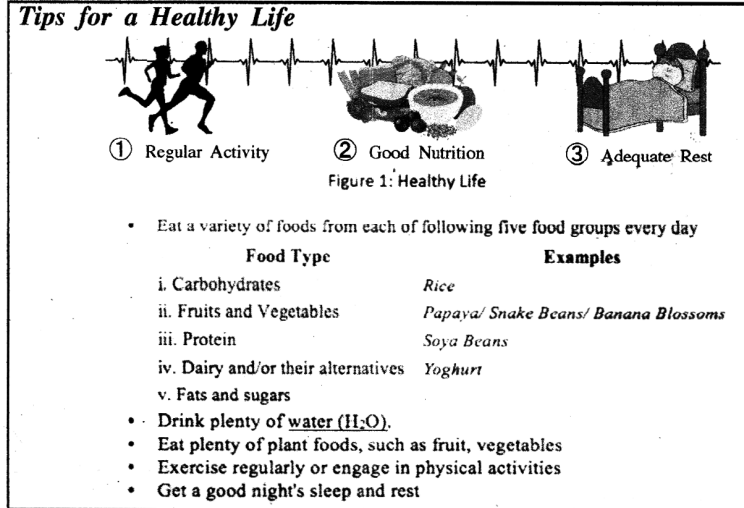 Tips for a Healthy Life
① Regular Activity ② Good Nutrition ③ Adequate Rest
Figure 1: Healthy Life
• Eat a variety of foods from each of following five food groups every day
Food Type Examples
i. Carbohydrates Rice
ii. Fruits and Vegetables Papaya/ Snake Beans/ Banana Blossoms
iii. Protein Soya Beans
iv. Dairy and/or their alternatives Yoghurt
v. Fats and sugars
• Drink plenty of water (H₂O).
• Eat plenty of plant foods, such as fruit, vegetables
• Exercise regularly or engage in physical activities
• Get a good night's sleep and rest